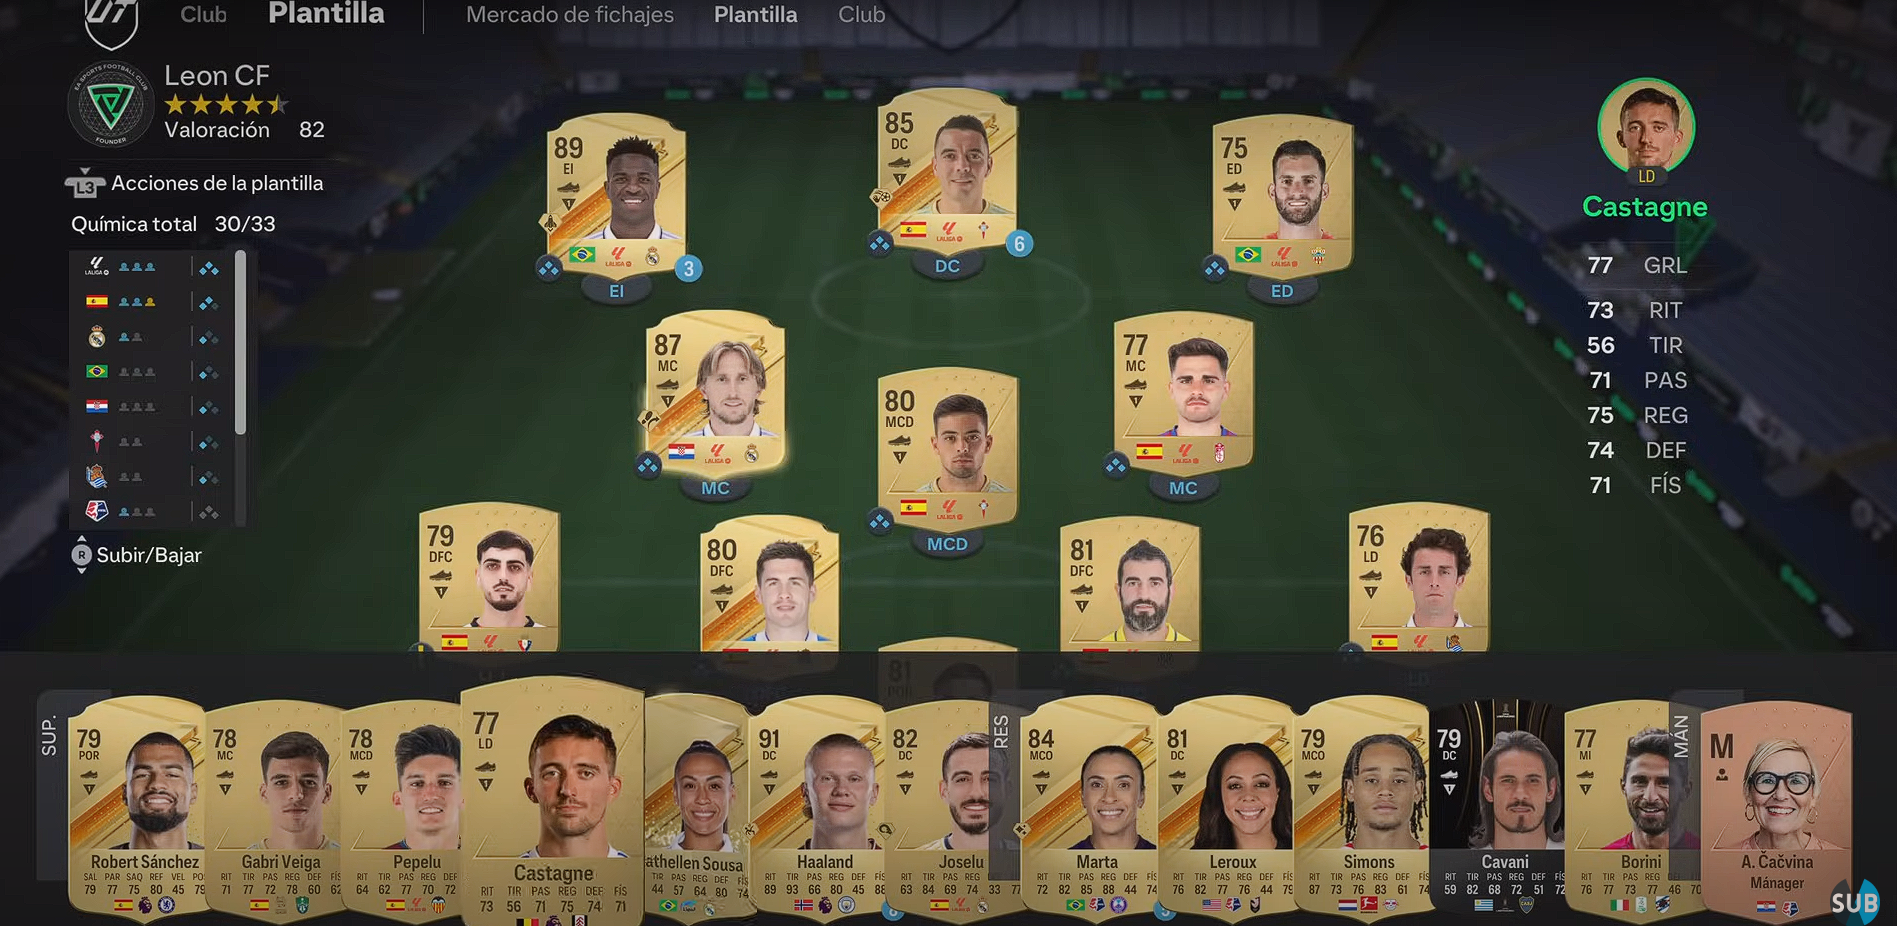 Club Plantilla Mercado de fichajes Plantilla Club
Leon CF
Valoración 82
L3 Acciones de la plantilla
Química total 30/33
R Subir/Bajar
89
EI
EI
3
85
DC
DC
6
75
ED
ED
87
MC
MC
80
MCD
MCD
77
MC
MC
79
DFC
80
DFC
81
DFC
76
LD
81
POR
LD
Castagne
77 GRL
73 RIT
56 TIR
71 PAS
75 REG
74 DEF
71 FÍS
SUP.
79
POR
Robert Sánchez
SAL PAR SAQ REF VEL
79 77 75 80 45 79
78
MC
Gabri Veiga
RIT TIR PAS REG DEF FÍS
71 77 72 78 60 62
78
MCD
Pepelu
RIT TIR PAS REG DEF
64 62 77 70 72
77
LD
Castagne
RIT TIR PAS REG DEF FÍS
73 56 71 75 74 71
athellen Sousa
TIR PAS REG DEF
44 57 64 80 74
91
DC
Haaland
RIT TIR PAS REG DEF
89 93 66 80 45
82
DC
Joselu
RIT TIR PAS REG DEF
63 84 69 74 33 77
RES
84
MCO
Marta
RIT TIR PAS REG DEF FÍS
72 82 85 88 44 74
81
DC
Leroux
RIT TIR PAS REG DEF FÍS
76 82 77 76 44 79
79
MCO
Simons
RIT TIR PAS REG DEF FÍS
87 73 76 83 61 74
79
DC
Cavani
RIT TIR PAS REG DEF FÍS
59 82 68 72 51 72
77
MI
Borini
RIT TIR PAS REG DEF
76 77 73 77 46 70
MÁN
M
A. Čačvina
Mánager
SUB